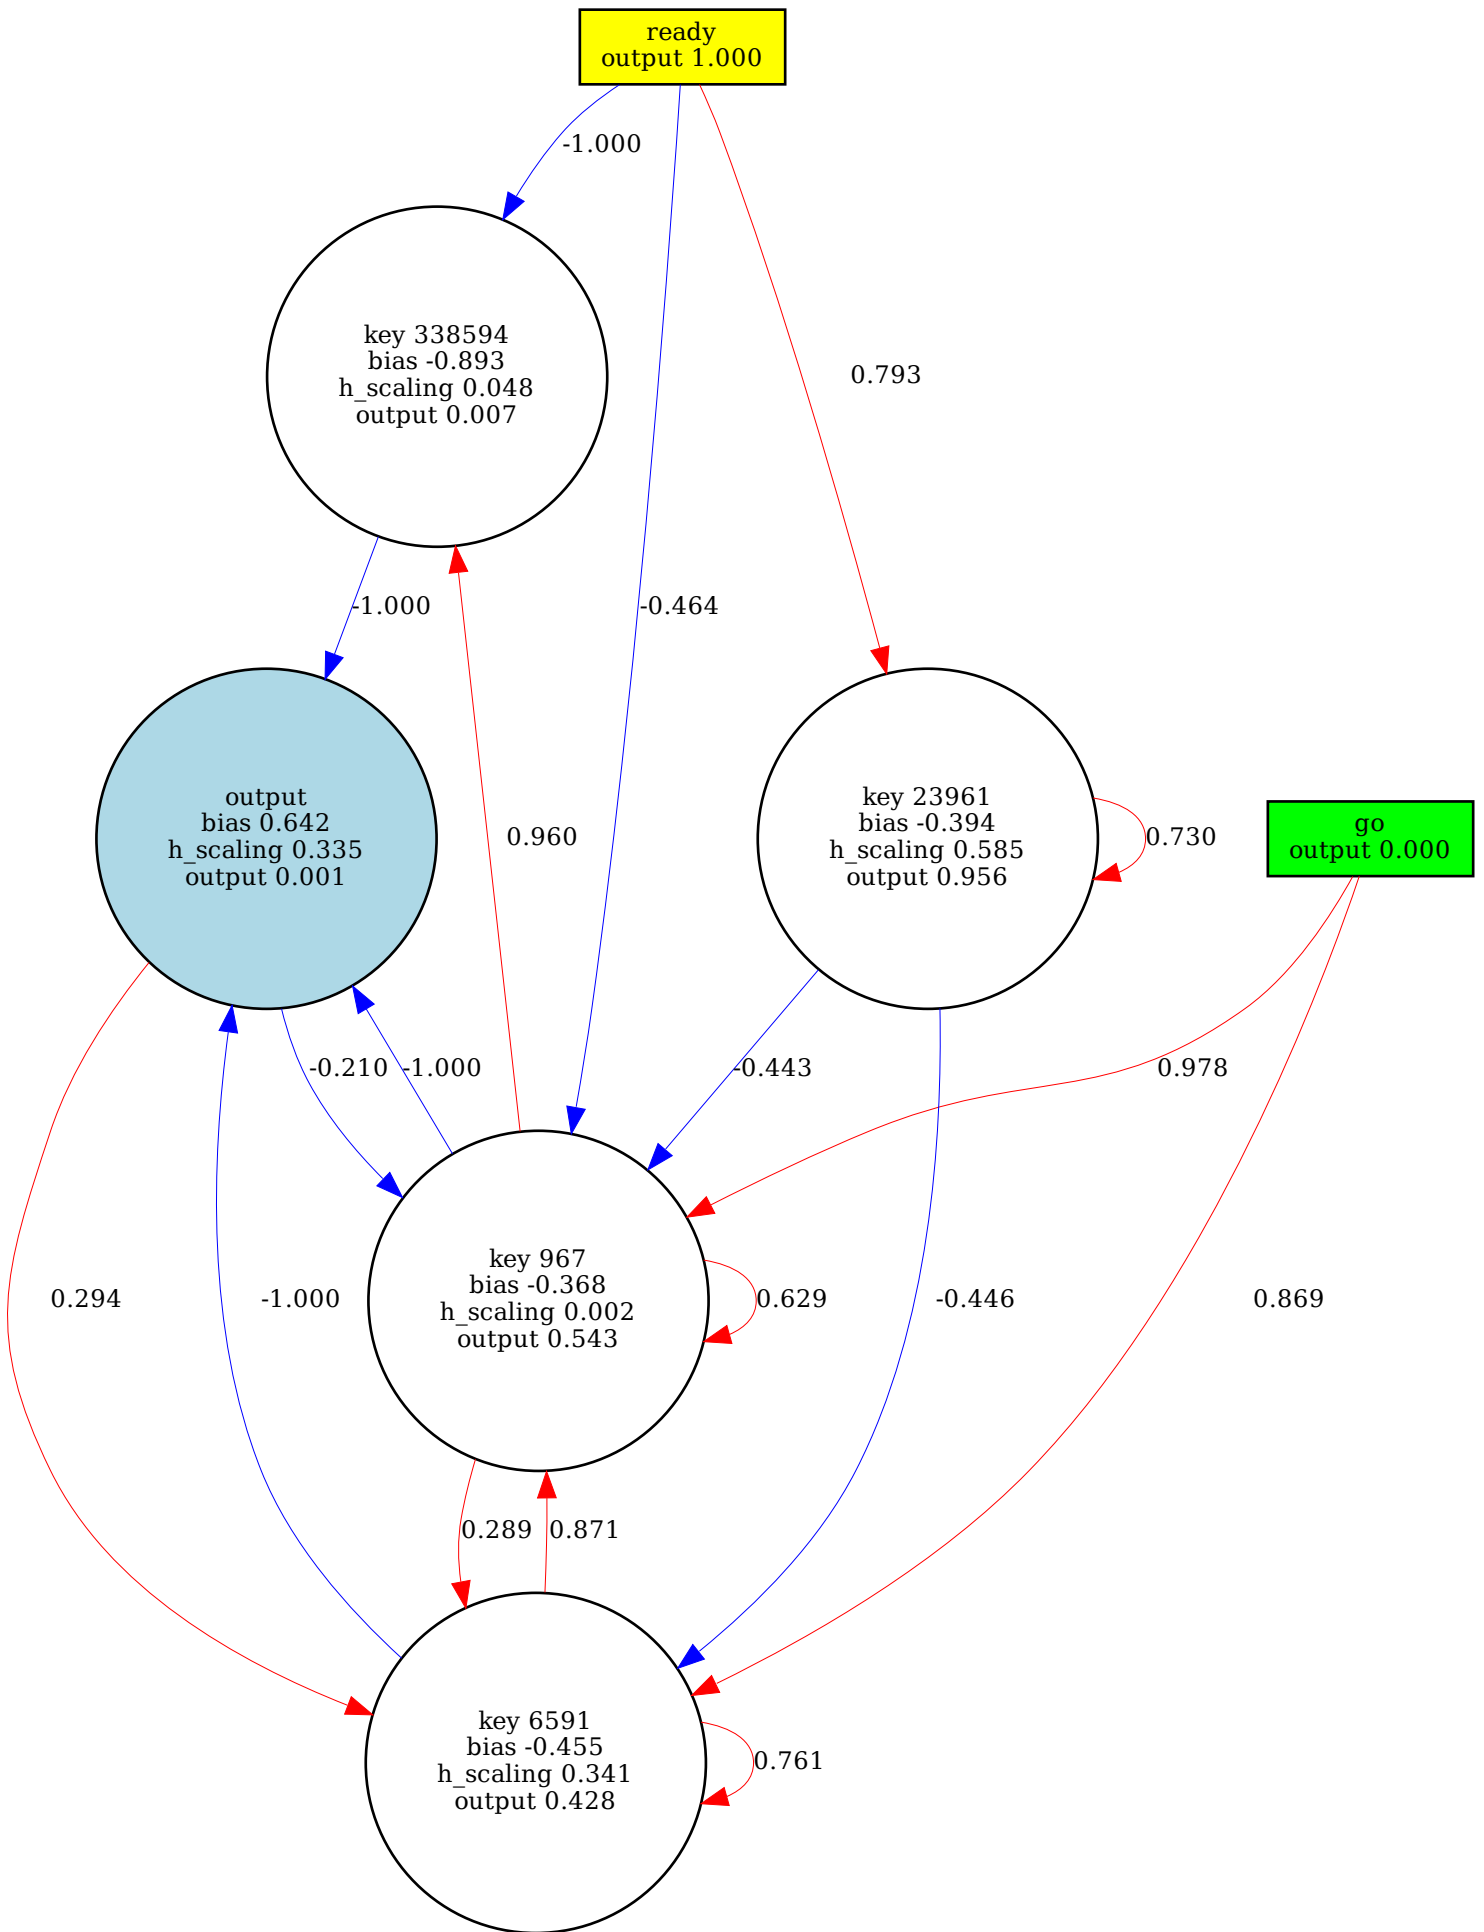 ready
output 1.000
-1.000
key 338594
bias -0.893
h_scaling 0.048
output 0.007
0.793
-1.000
-0.464
output
bias 0.642
h_scaling 0.335
output 0.001
0.960
key 23961
bias -0.394
h_scaling 0.585
output 0.956
0.730
go
output 0.000
-0.210
-1.000
-0.443
0.978
0.294
-1.000
key 967
bias -0.368
h_scaling 0.002
output 0.543
0.629
-0.446
0.869
0.289
0.871
key 6591
bias -0.455
h_scaling 0.341
output 0.428
0.761